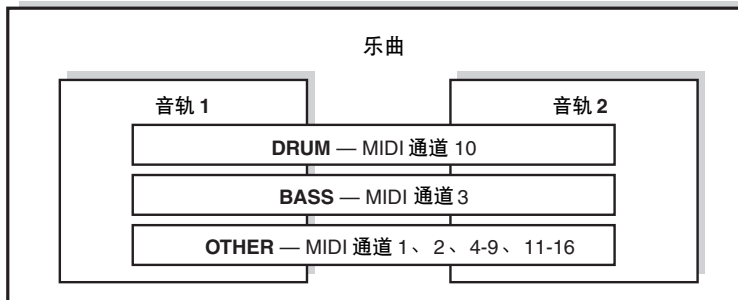 乐曲
音轨 1
音轨 2
DRUM — MIDI 通道 10
BASS — MIDI 通道 3
OTHER — MIDI 通道 1、 2、 4-9、 11-16